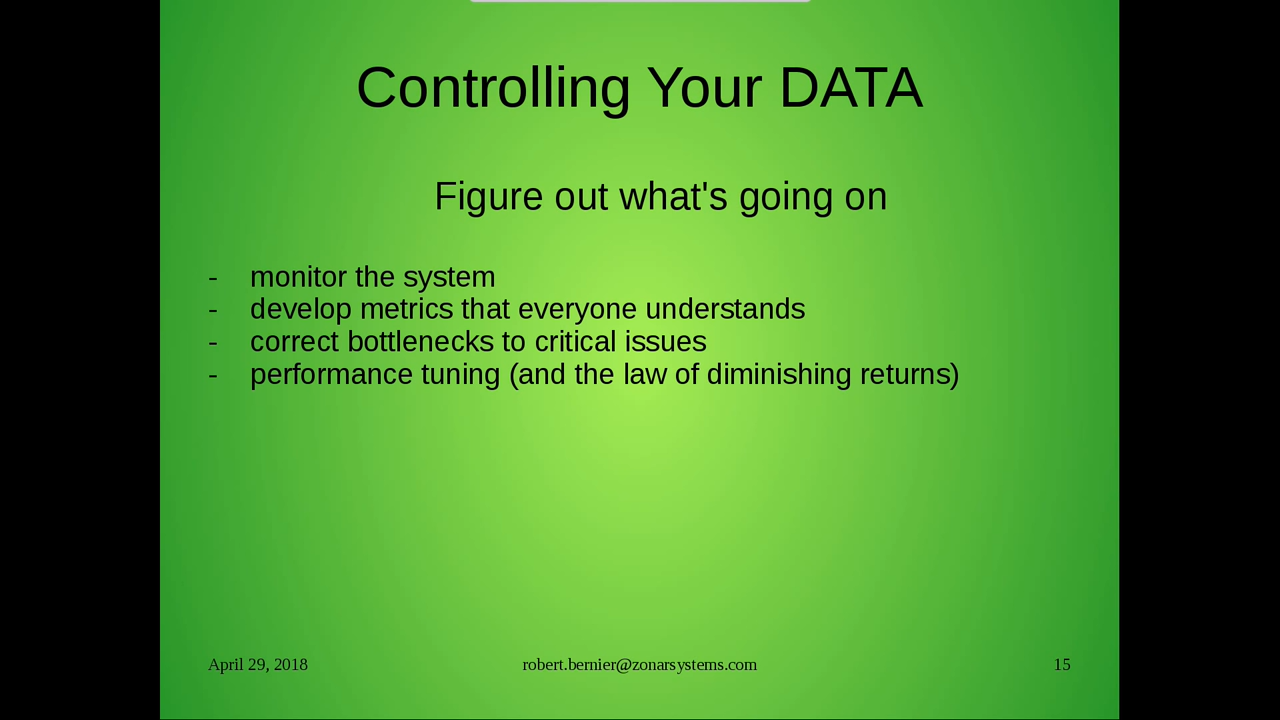 Controlling Your DATA
Figure out what's going on
- monitor the system
- develop metrics that everyone understands
- correct bottlenecks to critical issues
- performance tuning (and the law of diminishing returns)
April 29, 2018 robert.bernier@zonarsystems.com 15